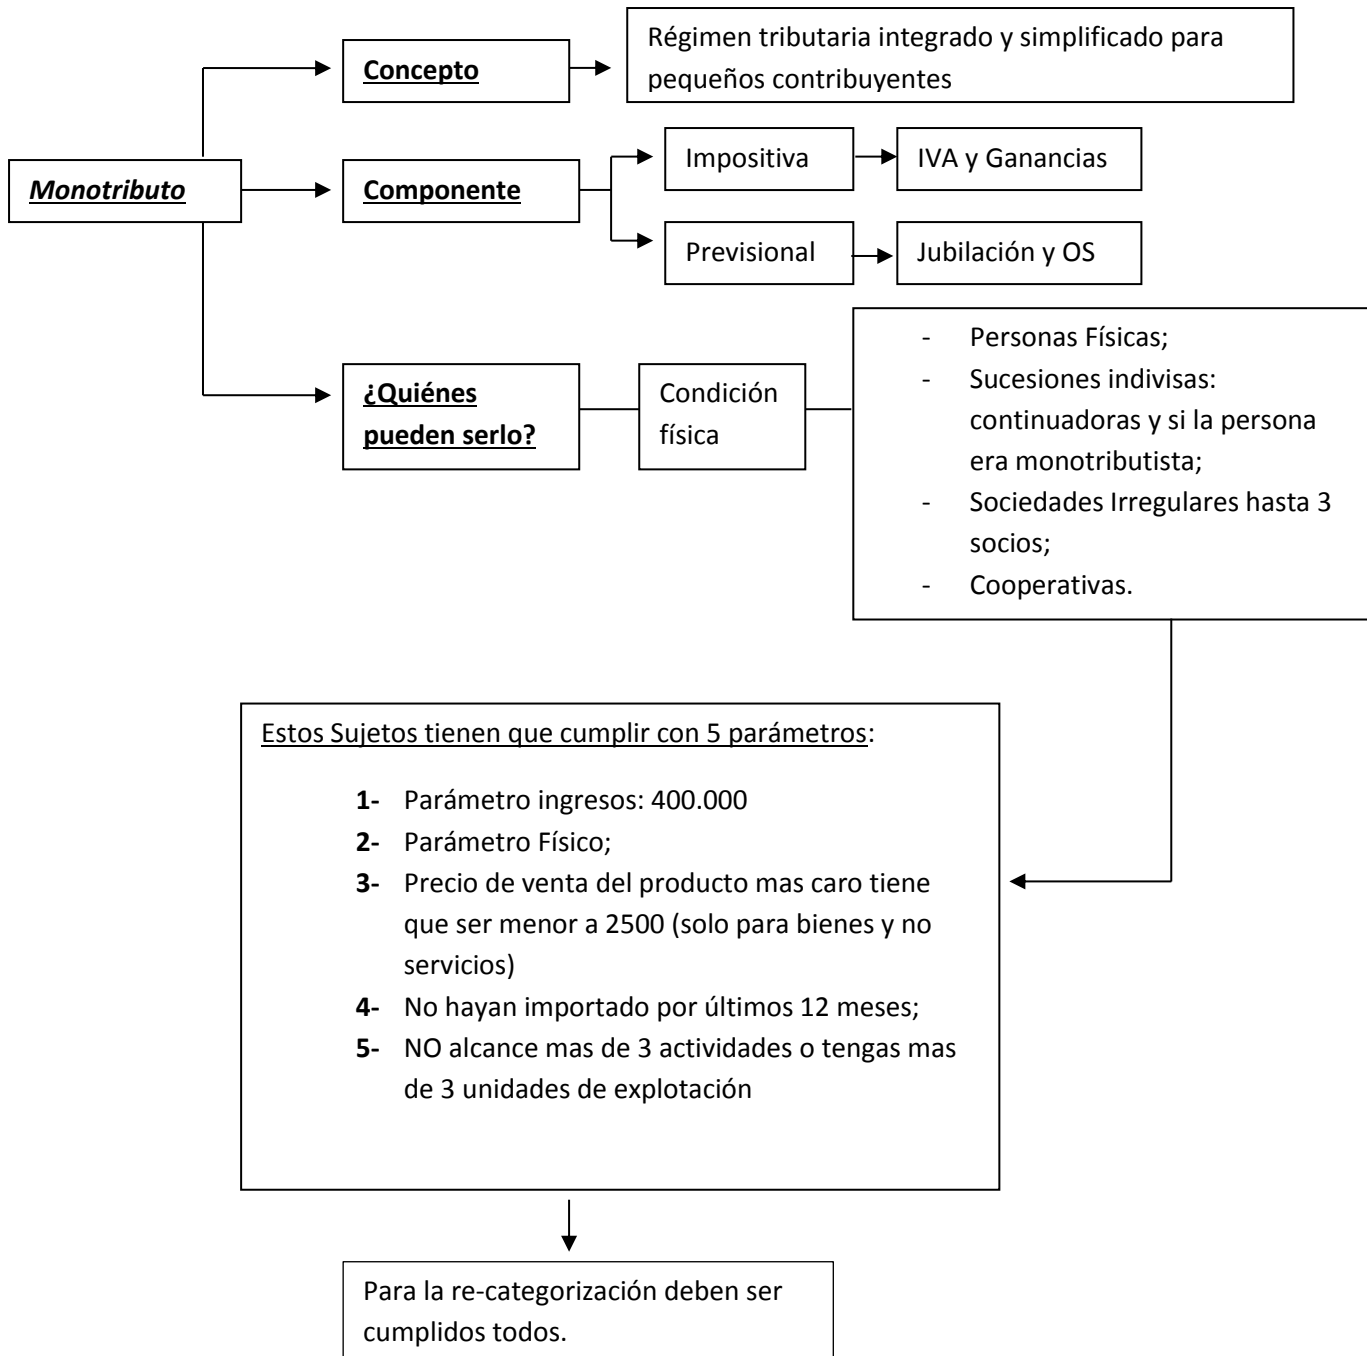 Monotributo
Concepto
Régimen tributaria integrado y simplificado para
pequeños contribuyentes
Componente
Impositiva
IVA y Ganancias
Previsional
Jubilación y OS
¿Quiénes
pueden serlo?
Condición
física
- Personas Físicas;
- Sucesiones indivisas:
continuadoras y si la persona
era monotributista;
- Sociedades Irregulares hasta 3
socios;
- Cooperativas.
Estos Sujetos tienen que cumplir con 5 parámetros:
1- Parámetro ingresos: 400.000
2- Parámetro Físico;
3- Precio de venta del producto mas caro tiene
que ser menor a 2500 (solo para bienes y no
servicios)
4- No hayan importado por últimos 12 meses;
5- NO alcance mas de 3 actividades o tengas mas
de 3 unidades de explotación
Para la re-categorización deben ser
cumplidos todos.